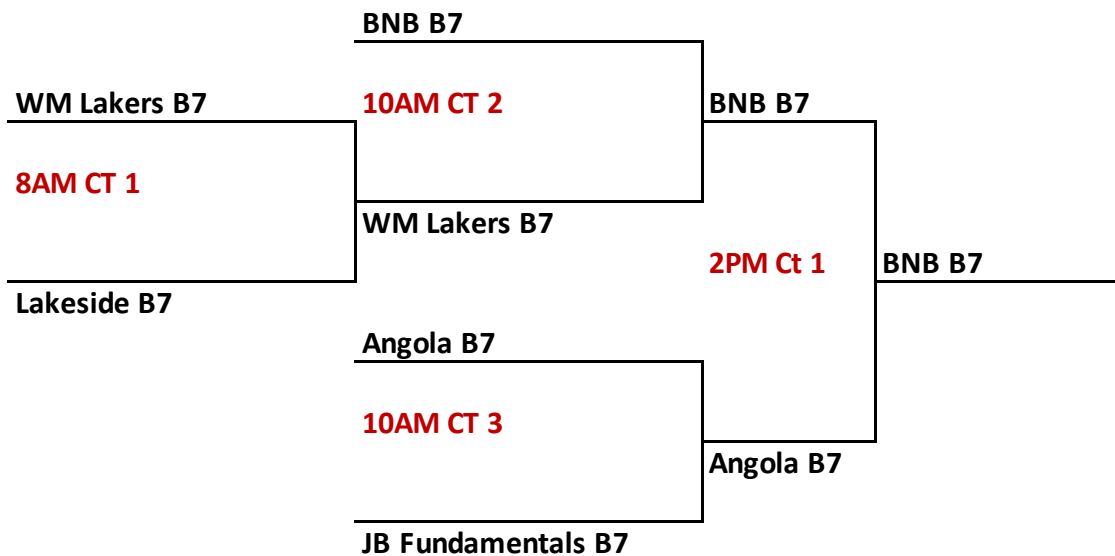 BNB B7
WM Lakers B7
10AM CT 2
BNB B7
8AM CT 1
WM Lakers B7
2PM Ct 1
BNB B7
Lakeside B7
Angola B7
10AM CT 3
Angola B7
JB Fundamentals B7